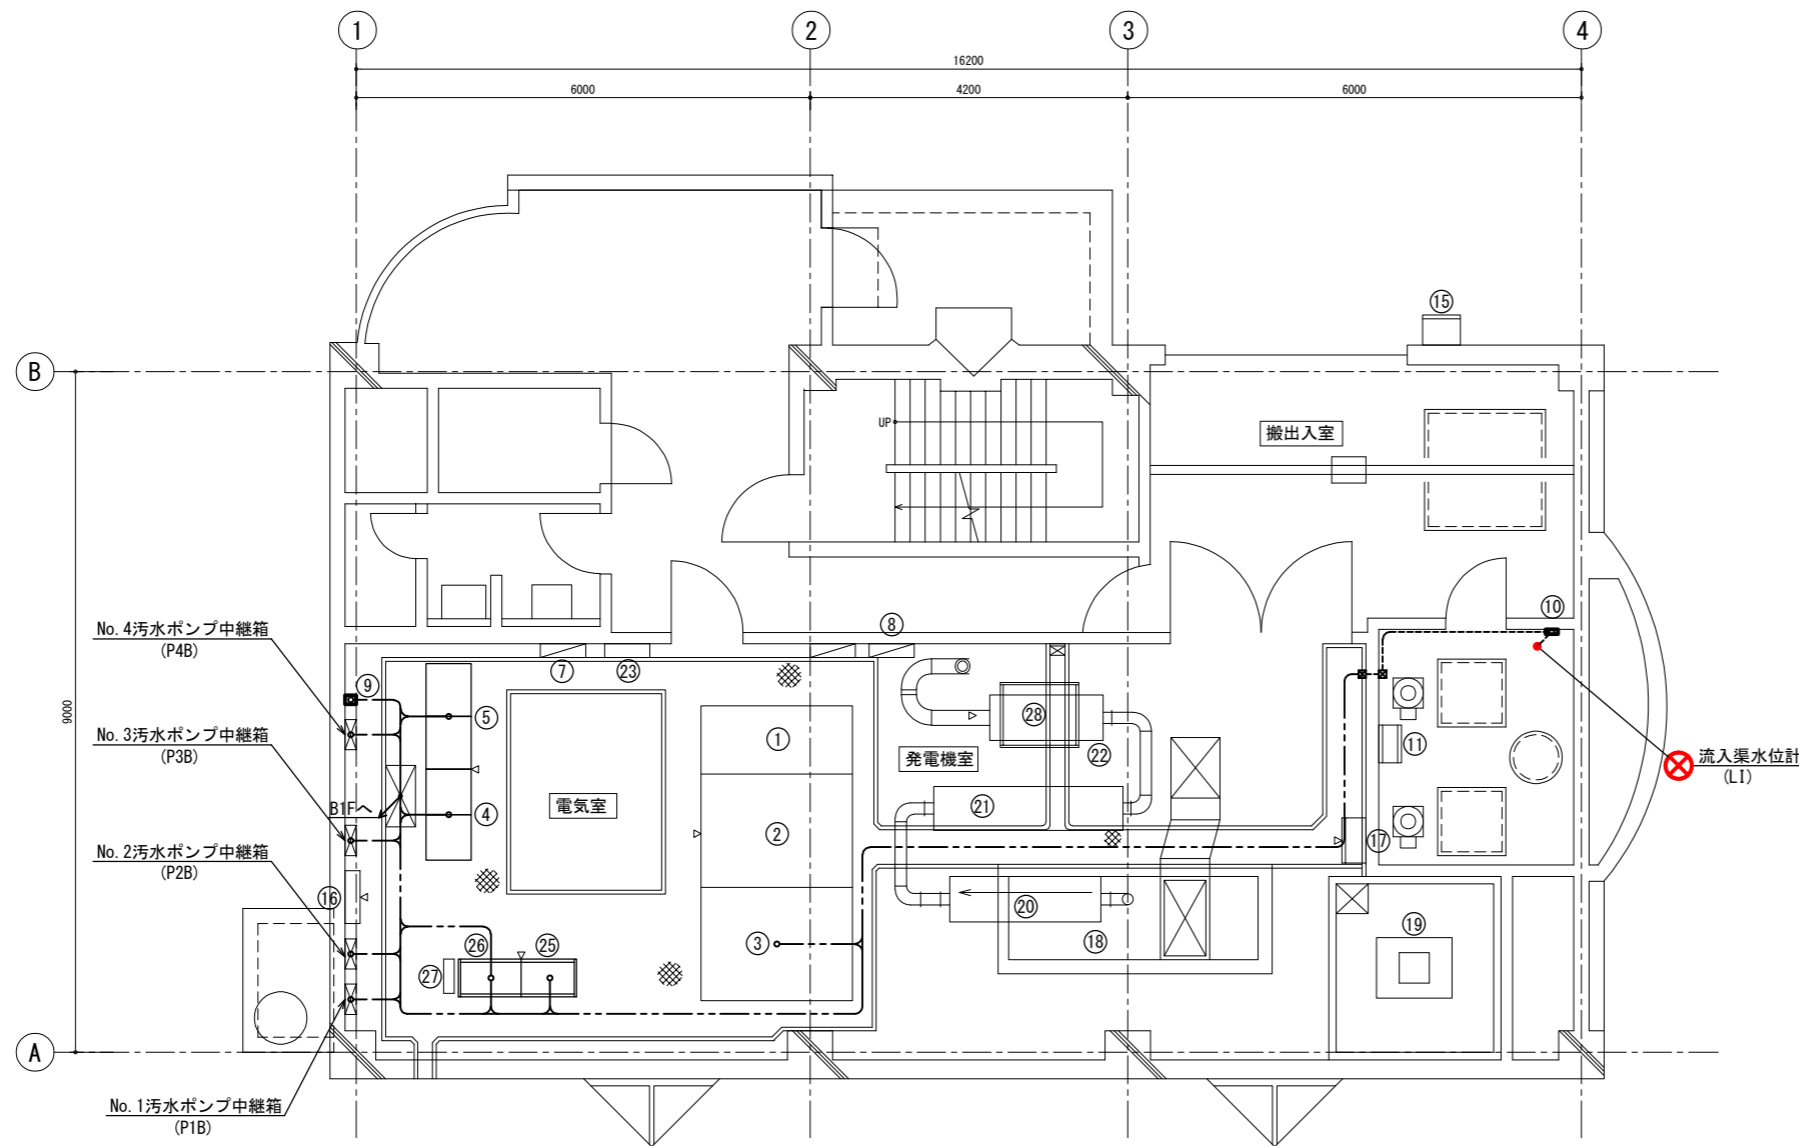 1
2
3
4
16200
6000
4200
6000
B
A
9000
⑮
搬出入室
UP
No.4汚水ポンプ中継箱
(P4B)
⑧
⑩
⑦
㉓
⑨
⑤
①
㉘
㉒
⑪
流入渠水位計
(LI)
No.3汚水ポンプ中継箱
(P3B)
発電機室
B1Fへ
④
電気室
②
㉑
⑰
No.2汚水ポンプ中継箱
(P2B)
⑯
⑳
⑲
③
⑱
㉖
㉕
㉗
No.1汚水ポンプ中継箱
(P1B)